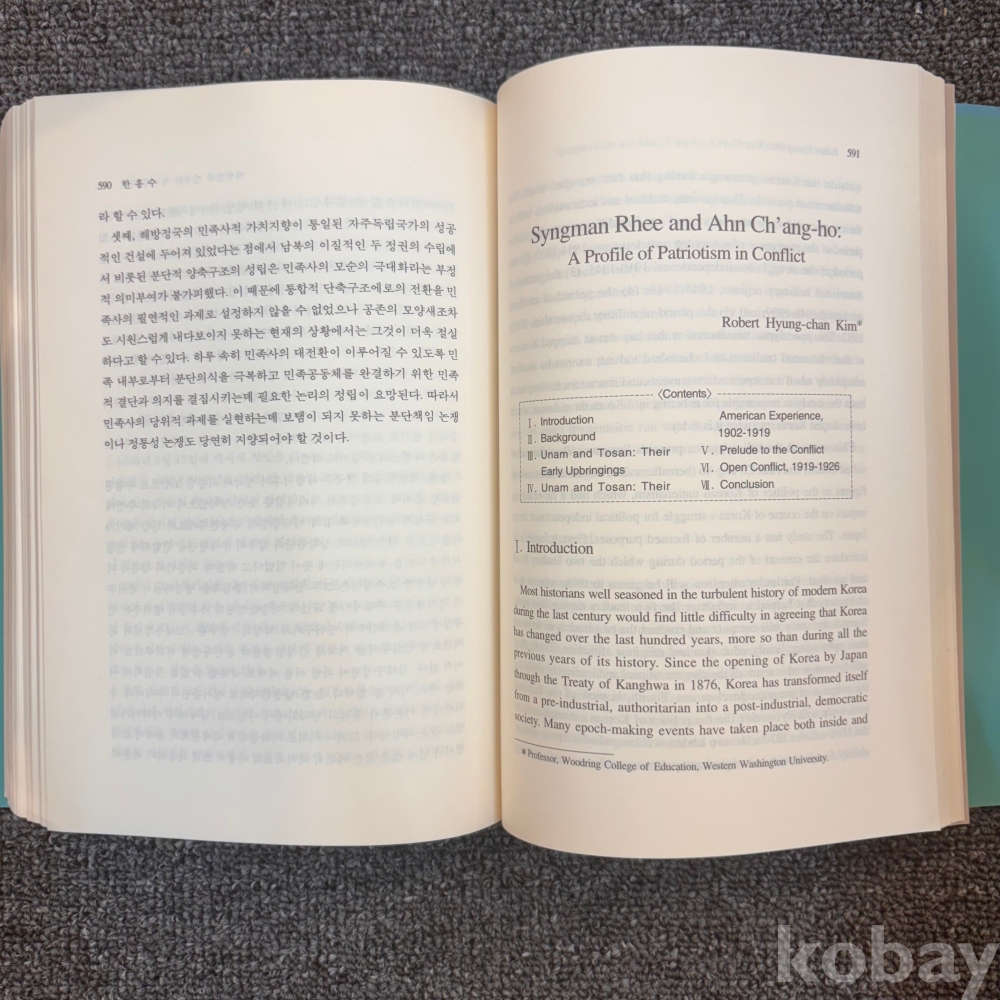 590 한 흥 수
라 할 수 있다.
셋째, 해방정국의 민족사적 가치지향이 통일된 자주독립국가의 성공
적인 건설에 두어져 있었다는 점에서 남북의 이질적인 두 정권의 수립에
서 비롯된 분단적 양축구조의 성립은 민족사의 모순의 극대화라는 부정
적 의미부여가 불가피했다. 이 때문에 통합적 단축구조에로의 전환을 민
족사의 필연적인 과제로 설정하지 않을 수 없었으나 공존의 모양새조차
도 시원스럽게 내다보이지 못하는 현재의 상황에서는 그것이 더욱 절실
하다고 할 수 있다. 하루 속히 민족사의 대전환이 이루어질 수 있도록 민
족 내부로부터 분단의식을 극복하고 민족공동체를 완결하기 위한 민족
적 결단과 의지를 결집시키는데 필요한 논리의 정립이 요망된다. 따라서
민족사의 당위적 과제를 실현하는데 보탬이 되지 못하는 분단책임 논쟁
이나 정통성 논쟁도 당연히 지양되어야 할 것이다.
591
Syngman Rhee and Ahn Ch'ang-ho:
A Profile of Patriotism in Conflict
Robert Hyung-chan Kim*
〈Contents〉
Ⅰ. Introduction
Ⅱ. Background
Ⅲ. Unam and Tosan: Their
Early Upbringings
Ⅳ. Unam and Tosan: Their
American Experience,
1902-1919
Ⅴ. Prelude to the Conflict
Ⅵ. Open Conflict, 1919-1926
Ⅶ. Conclusion
Ⅰ. Introduction
Most historians well seasoned in the turbulent history of modern Korea
during the last century would find little difficulty in agreeing that Korea
has changed over the last hundred years, more so than during all the
previous years of its history. Since the opening of Korea by Japan
through the Treaty of Kanghwa in 1876, Korea has transformed itself
from a pre-industrial, authoritarian into a post-industrial, democratic
society. Many epoch-making events have taken place both inside and
* Professor, Woodring College of Education, Western Washington University.
kobay